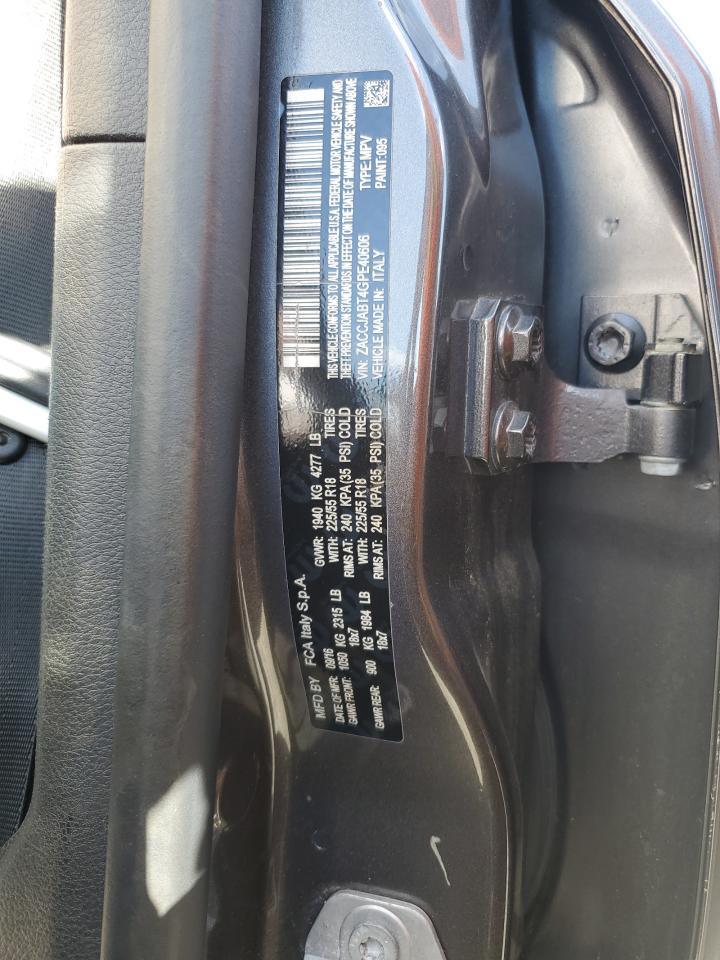 MFD BY FCA Italy S.p.A.
DATE OF MFR: 09/16 GVWR: 1940 KG 4277 LB
GAWR FRONT: 1050 KG 2315 LB WITH: 225/55 R18 TIRES
18x7 RIMS AT: 240 KPA(35 PSI) COLD
GAWR REAR: 900 KG 1984 LB WITH: 225/55 R18 TIRES
18x7 RIMS AT: 240 KPA(35 PSI) COLD
THIS VEHICLE CONFORMS TO ALL APPLICABLE U.S.A. FEDERAL MOTOR VEHICLE SAFETY AND
THEFT PREVENTION STANDARDS IN EFFECT ON THE DATE OF MANUFACTURE SHOWN ABOVE
VIN: ZACCJABT4GPE40606 TYPE: MPV
VEHICLE MADE IN: ITALY PAINT: 095